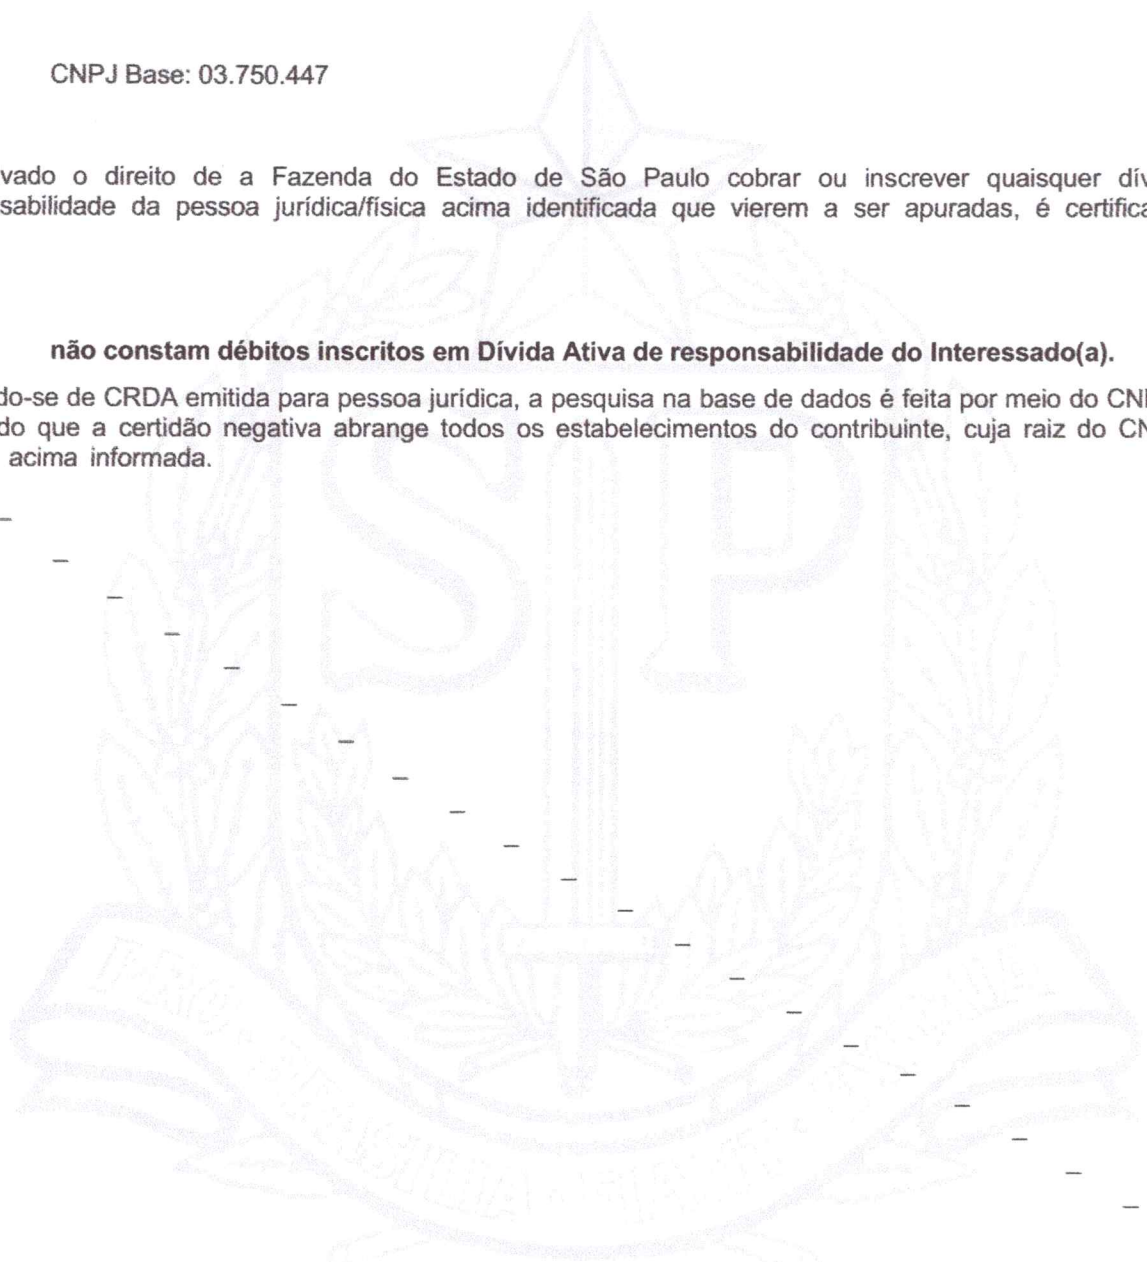 CNPJ Base: 03.750.447
vado o direito de a Fazenda do Estado de São Paulo cobrar ou inscrever quaisquer dív
sabilidade da pessoa jurídica/física acima identificada que vierem a ser apuradas, é certifica
não constam débitos inscritos em Dívida Ativa de responsabilidade do Interessado(a).
do-se de CRDA emitida para pessoa jurídica, a pesquisa na base de dados é feita por meio do CN
do que a certidão negativa abrange todos os estabelecimentos do contribuinte, cuja raiz do CN
acima informada.
SP